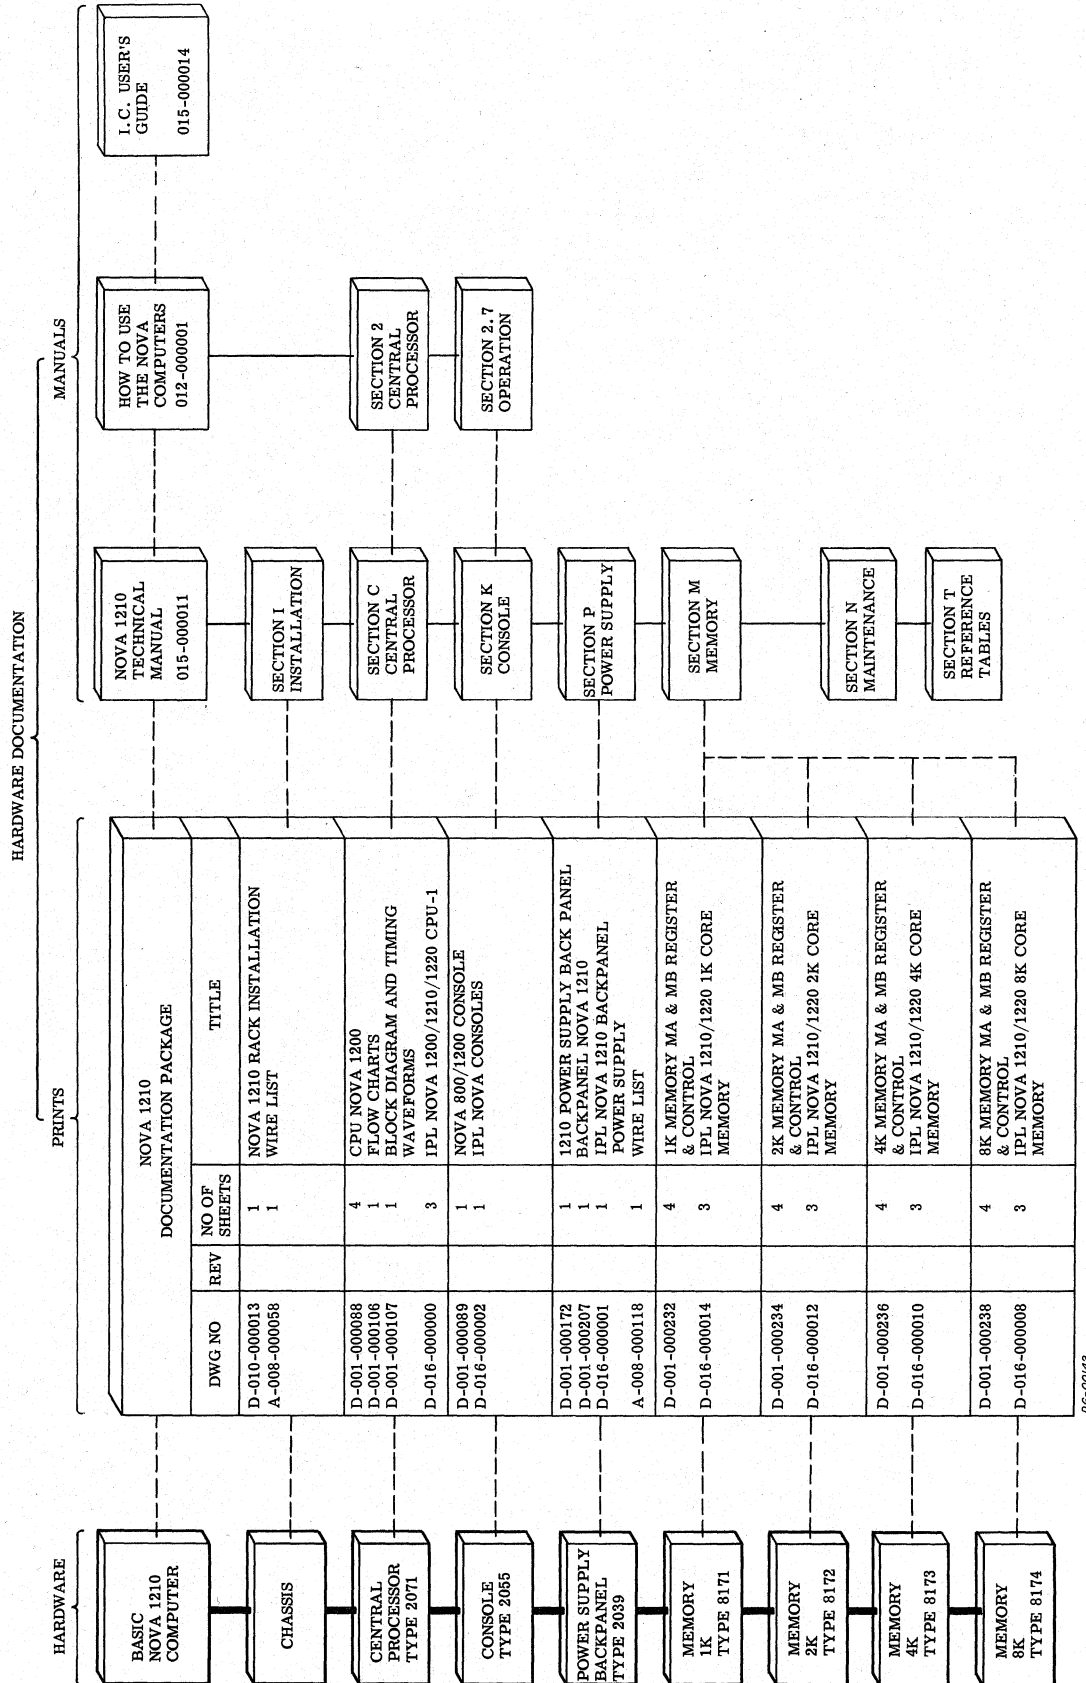 HARDWARE DOCUMENTATION
HARDWARE
PRINTS
MANUALS
BASIC
NOVA 1210
COMPUTER
CHASSIS
CENTRAL
PROCESSOR
TYPE 2071
CONSOLE
TYPE 2055
POWER SUPPLY
BACKPANEL
TYPE 2039
MEMORY
1K
TYPE 8171
MEMORY
2K
TYPE 8172
MEMORY
4K
TYPE 8173
MEMORY
8K
TYPE 8174
NOVA 1210
DOCUMENTATION PACKAGE
DWG NO REV NO OF SHEETS TITLE
D-010-000013 1 NOVA 1210 RACK INSTALLATION
A-008-000058 1 WIRE LIST
D-001-000088 4 CPU NOVA 1200
D-001-000106 1 FLOW CHARTS
D-001-000107 1 BLOCK DIAGRAM AND TIMING
WAVEFORMS
D-016-000000 3 IPL NOVA 1200/1210/1220 CPU-1
D-001-000089 1 NOVA 800/1200 CONSOLE
D-016-000002 1 IPL NOVA CONSOLES
D-001-000172 1 1210 POWER SUPPLY BACK PANEL
D-001-000207 1 BACKPANEL NOVA 1210
D-016-000001 1 IPL NOVA 1210 BACKPANEL
POWER SUPPLY
A-008-000118 1 WIRE LIST
D-001-000232 4 1K MEMORY MA & MB REGISTER
& CONTROL
D-016-000014 3 IPL NOVA 1210/1220 1K CORE
MEMORY
D-001-000234 4 2K MEMORY MA & MB REGISTER
& CONTROL
D-016-000012 3 IPL NOVA 1210/1220 2K CORE
MEMORY
D-001-000236 4 4K MEMORY MA & MB REGISTER
& CONTROL
D-016-000010 3 IPL NOVA 1210/1220 4K CORE
MEMORY
D-001-000238 4 8K MEMORY MA & MB REGISTER
& CONTROL
D-016-000008 3 IPL NOVA 1210/1220 8K CORE
MEMORY
NOVA 1210
TECHNICAL
MANUAL
015-000011
SECTION I
INSTALLATION
SECTION C
CENTRAL
PROCESSOR
SECTION K
CONSOLE
SECTION P
POWER SUPPLY
SECTION M
MEMORY
SECTION N
MAINTENANCE
SECTION T
REFERENCE
TABLES
HOW TO USE
THE NOVA
COMPUTERS
012-000001
SECTION 2
CENTRAL
PROCESSOR
SECTION 2.7
OPERATION
I.C. USER'S
GUIDE
015-000014